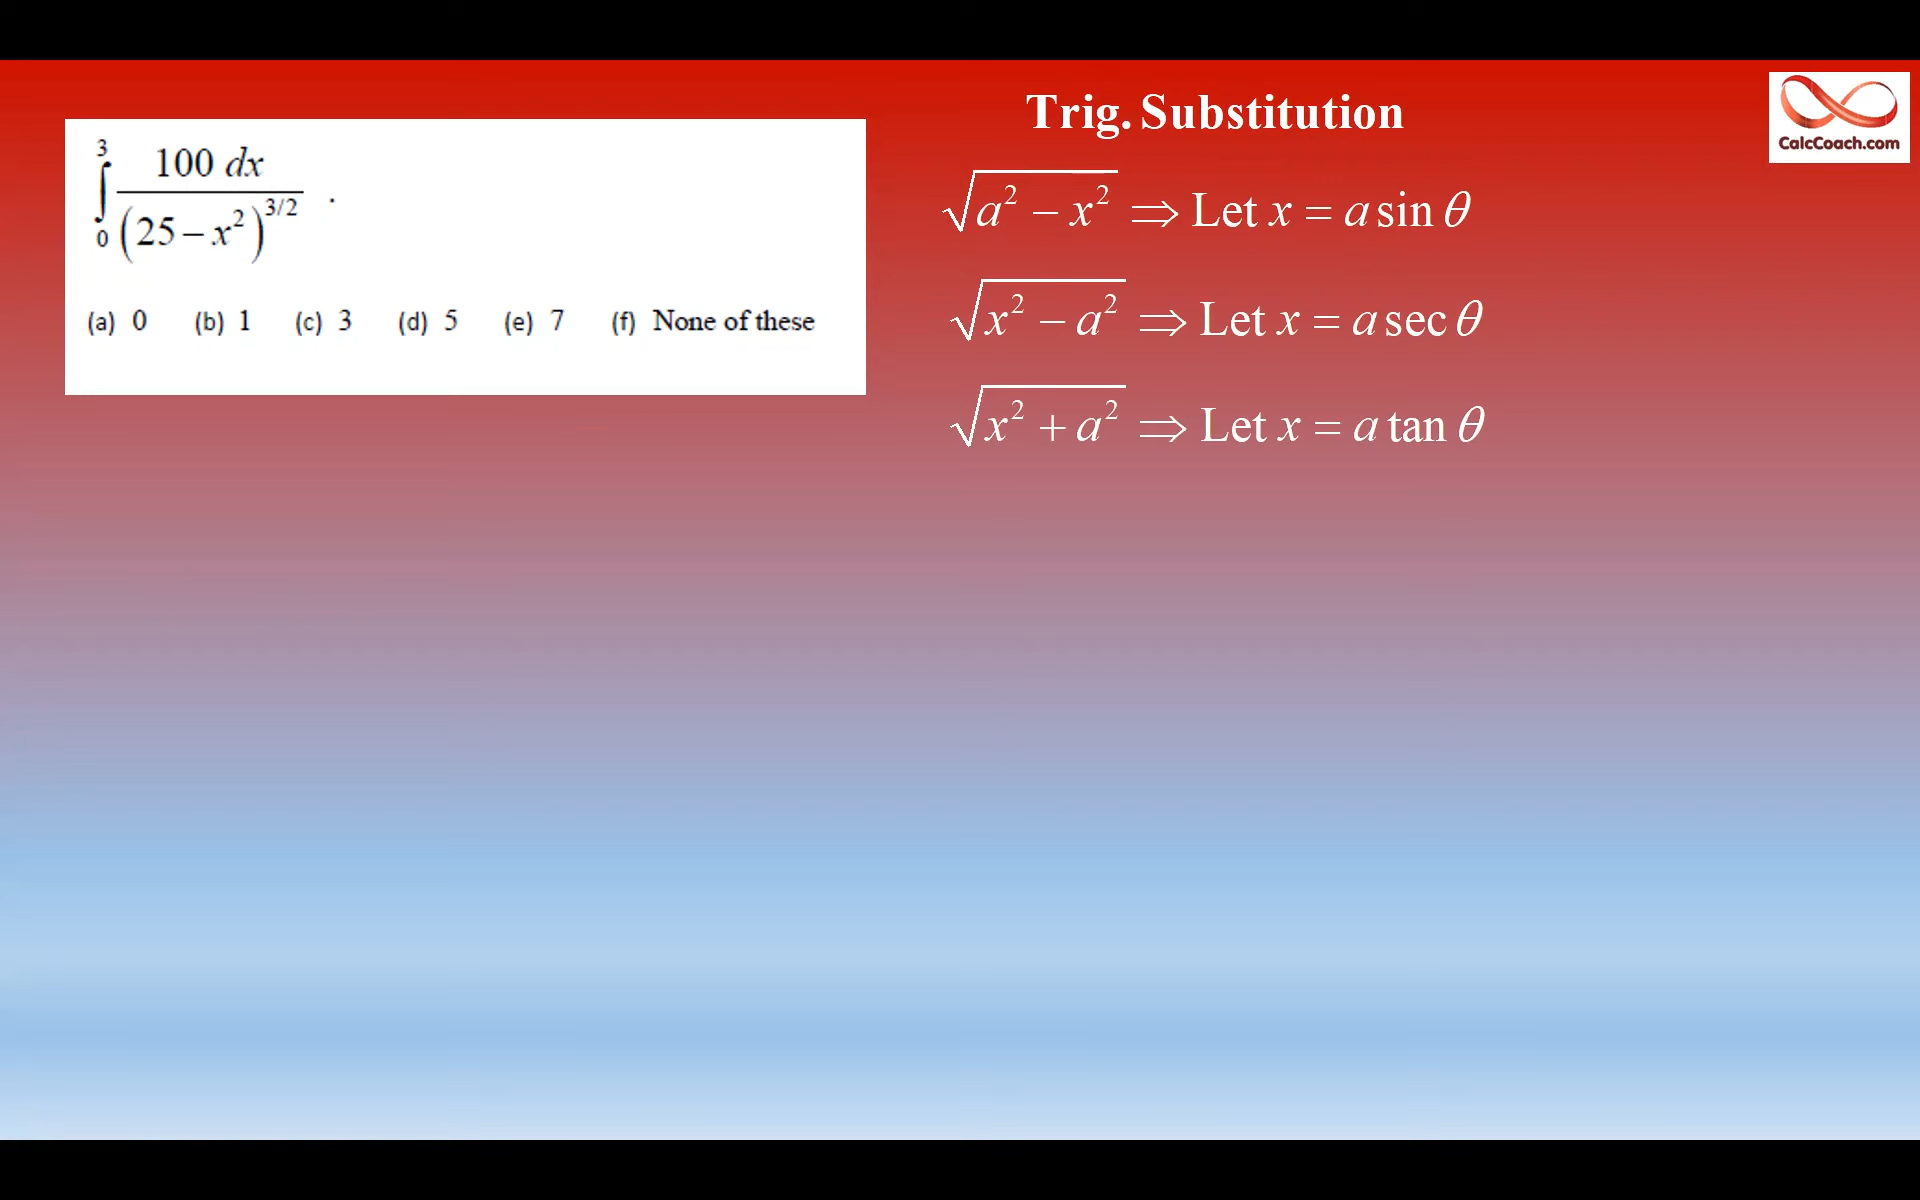 Trig. Substitution
CalcCoach.com
∫₀³ 100 dx / (25 − x²)^{3/2} .
(a) 0 (b) 1 (c) 3 (d) 5 (e) 7 (f) None of these
√(a² − x²) ⇒ Let x = a sin θ
√(x² − a²) ⇒ Let x = a sec θ
√(x² + a²) ⇒ Let x = a tan θ